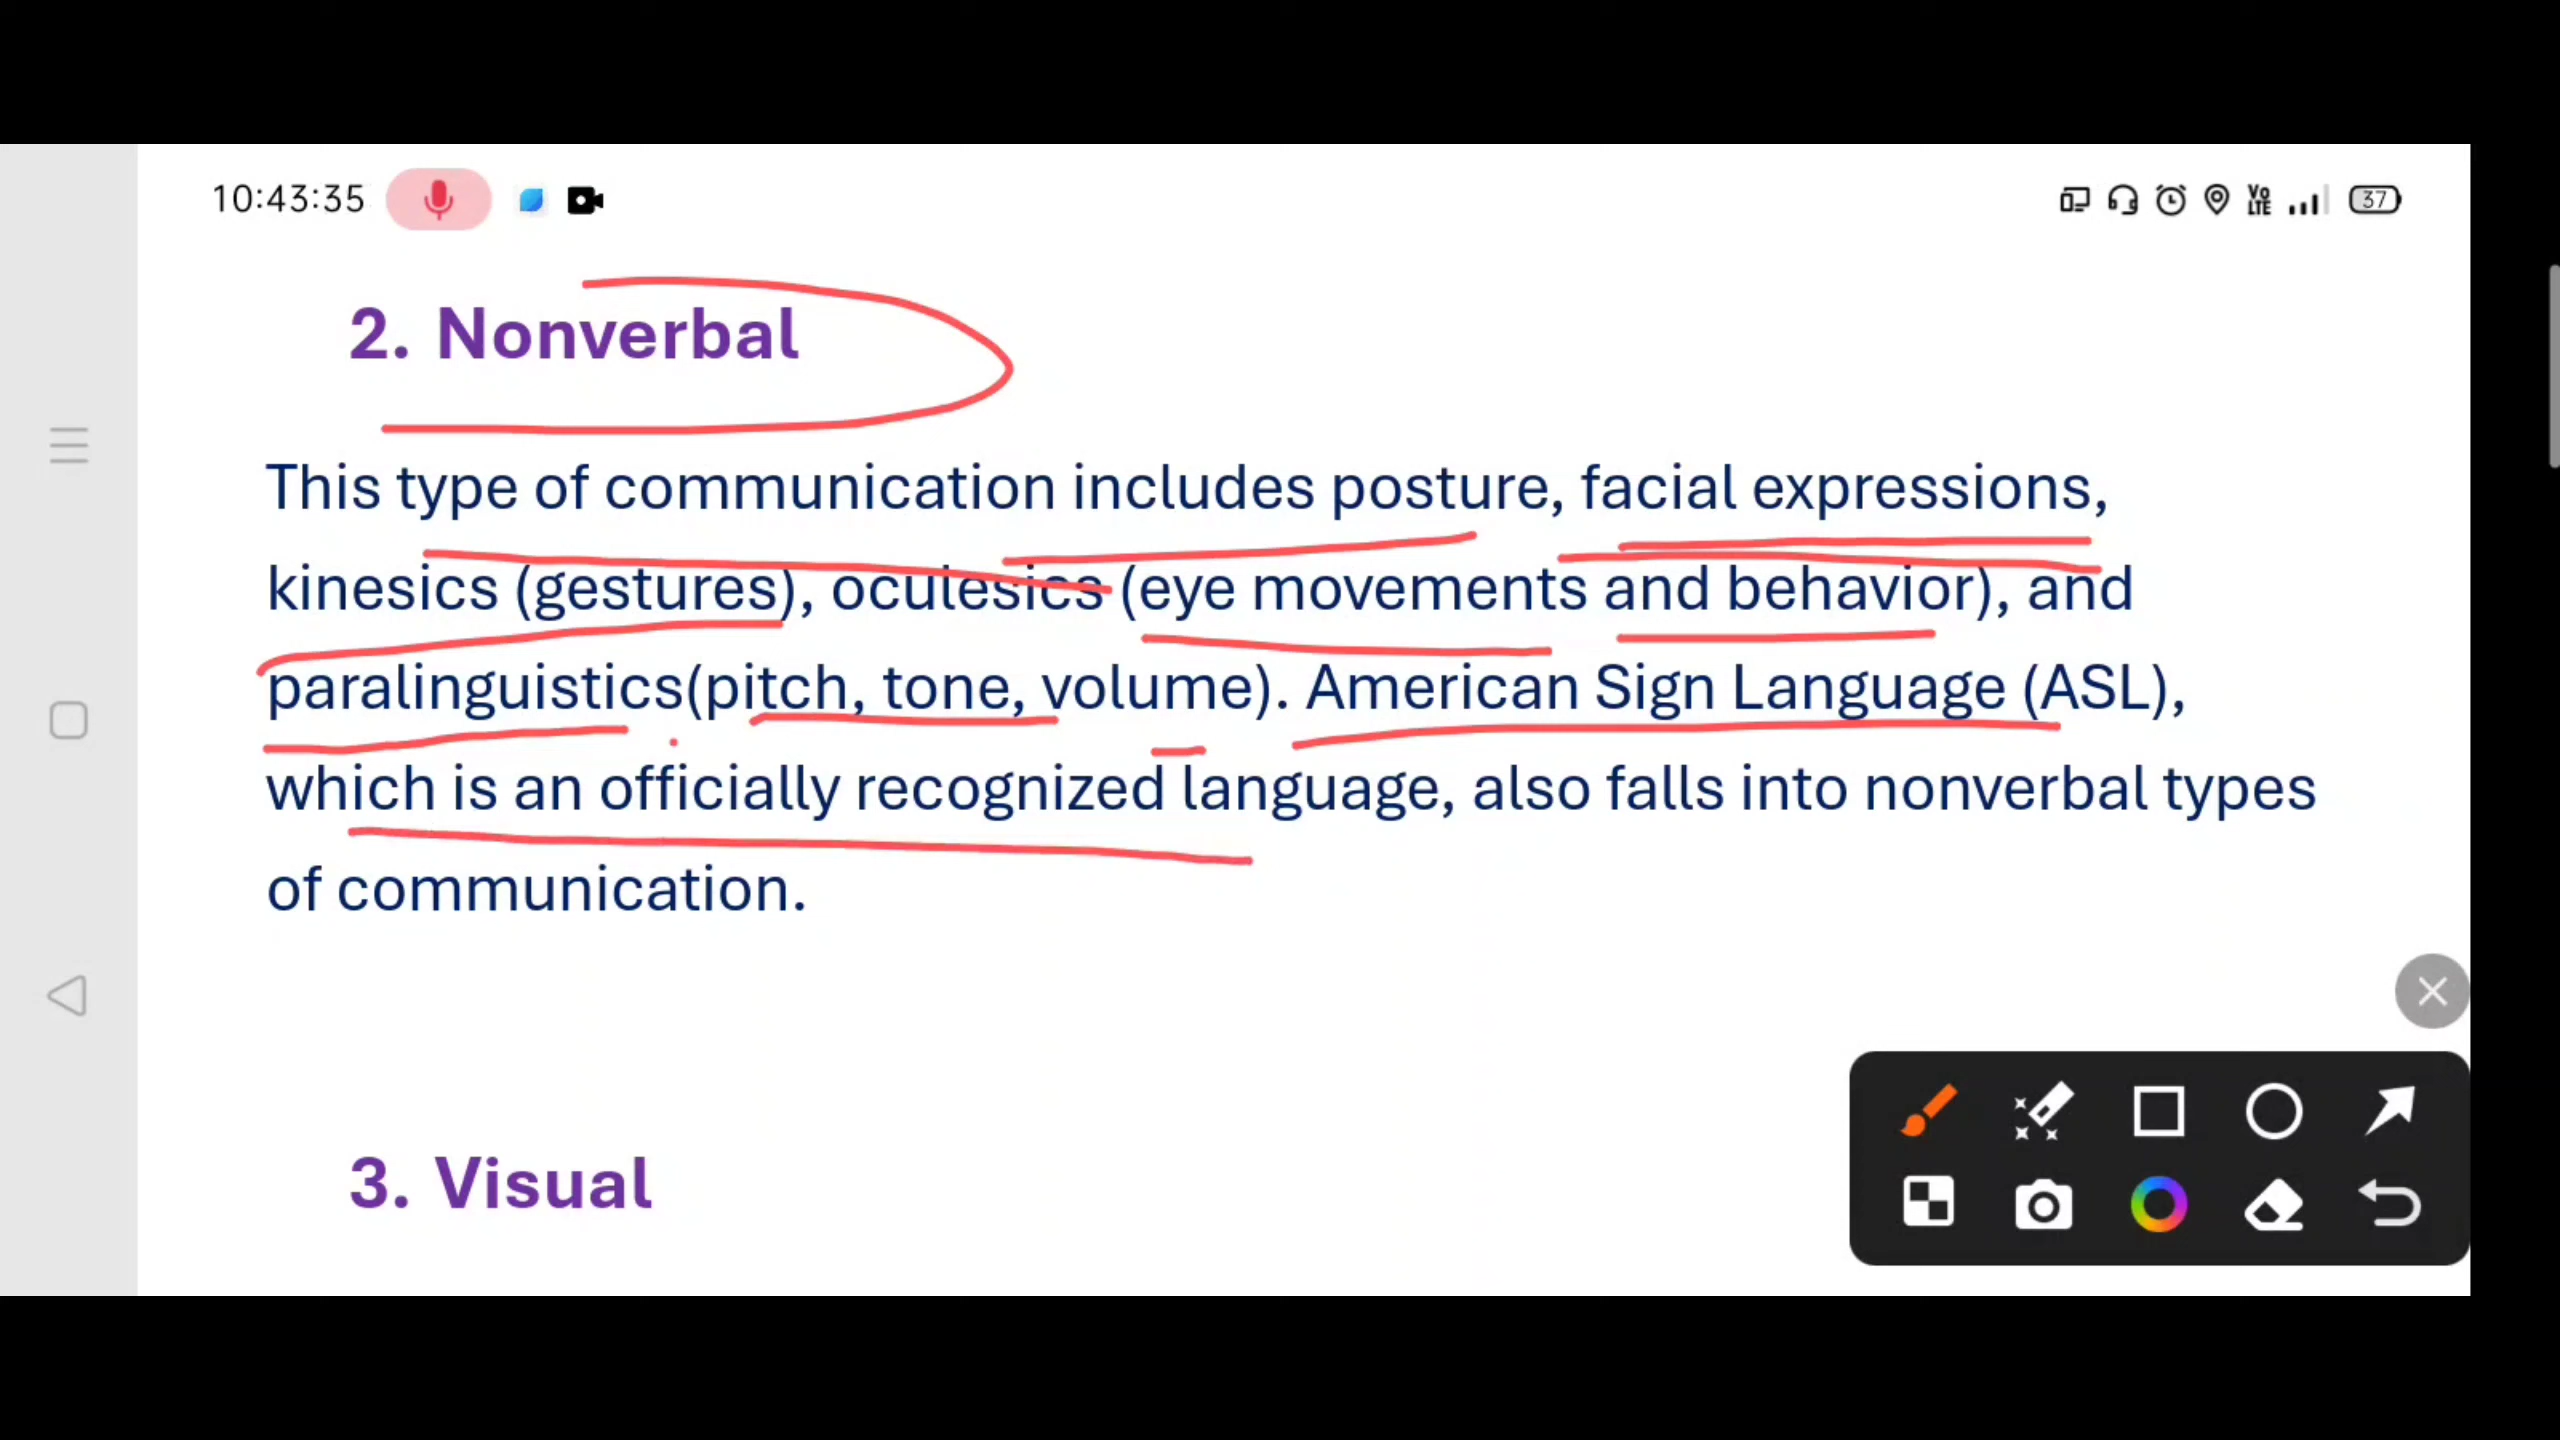 10:43:35
Vo
LTE
37
2. Nonverbal
This type of communication includes posture, facial expressions,
kinesics (gestures), oculesics (eye movements and behavior), and
paralinguistics(pitch, tone, volume). American Sign Language (ASL),
which is an officially recognized language, also falls into nonverbal types
of communication.
3. Visual